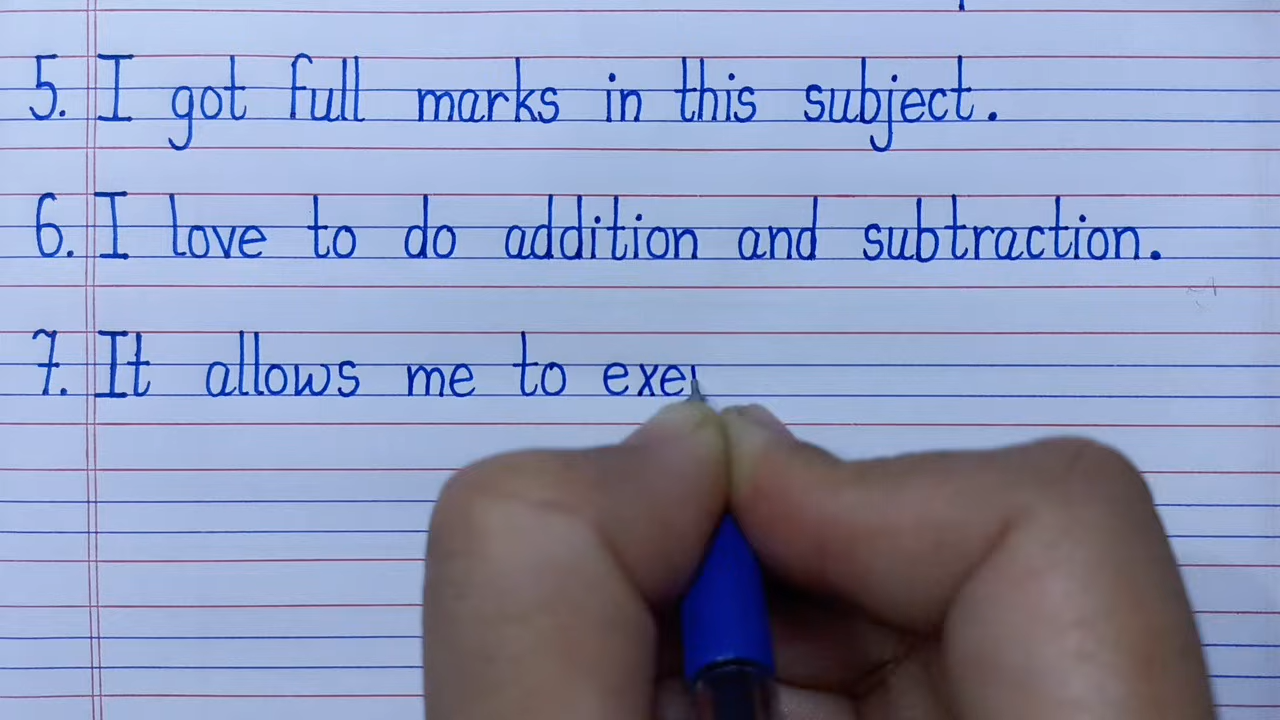 5. I got full marks in this subject.
6. I love to do addition and subtraction.
7. It allows me to exe